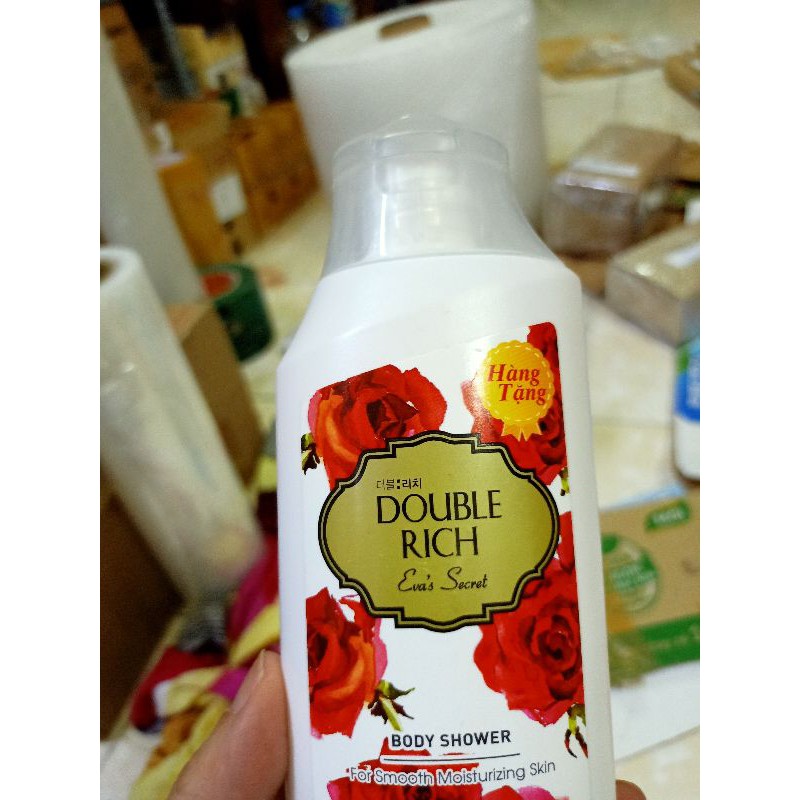 Hàng
Tặng
더블:리치
DOUBLE
RICH
Eva's Secret
BODY SHOWER
For Smooth Moisturizing Skin